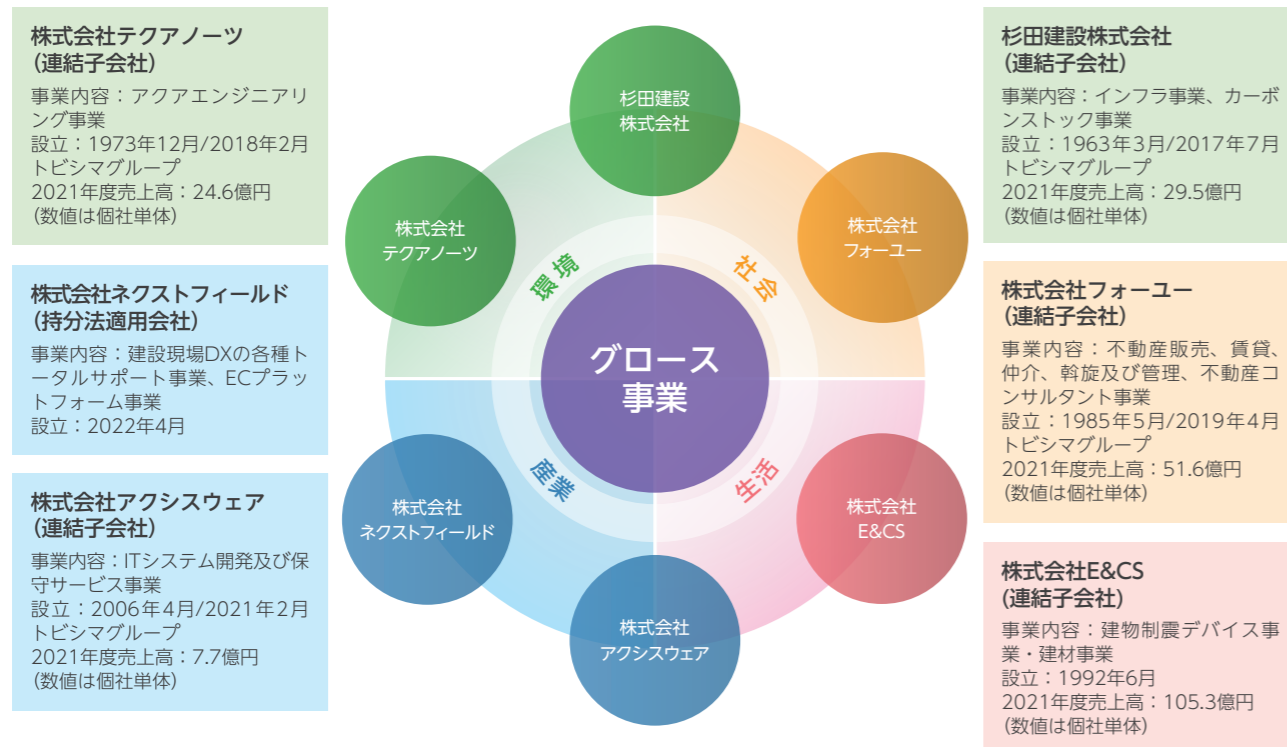 株式会社テクアノーツ
(連結子会社)
事業内容：アクアエンジニアリ
ング事業
設立：1973年12月/2018年2月
トビシマグループ
2021年度売上高：24.6億円
(数値は個社単体)
株式会社ネクストフィールド
(持分法適用会社)
事業内容：建設現場DXの各種ト
ータルサポート事業、ECプラッ
トフォーム事業
設立：2022年4月
株式会社アクシスウェア
(連結子会社)
事業内容：ITシステム開発及び保
守サービス事業
設立：2006年4月/2021年2月
トビシマグループ
2021年度売上高：7.7億円
(数値は個社単体)
杉田建設
株式会社
株式会社
テクアノーツ
株式会社
フォーユー
環境
社会
グロース
事業
産業
生活
株式会社
ネクストフィールド
株式会社
E&CS
株式会社
アクシスウェア
杉田建設株式会社
(連結子会社)
事業内容：インフラ事業、カーボ
ンストック事業
設立：1963年3月/2017年7月
トビシマグループ
2021年度売上高：29.5億円
(数値は個社単体)
株式会社フォーユー
(連結子会社)
事業内容：不動産販売、賃貸、
仲介、斡旋及び管理、不動産コ
ンサルタント事業
設立：1985年5月/2019年4月
トビシマグループ
2021年度売上高：51.6億円
(数値は個社単体)
株式会社E&CS
(連結子会社)
事業内容：建物制震デバイス事
業・建材事業
設立：1992年6月
2021年度売上高：105.3億円
(数値は個社単体)